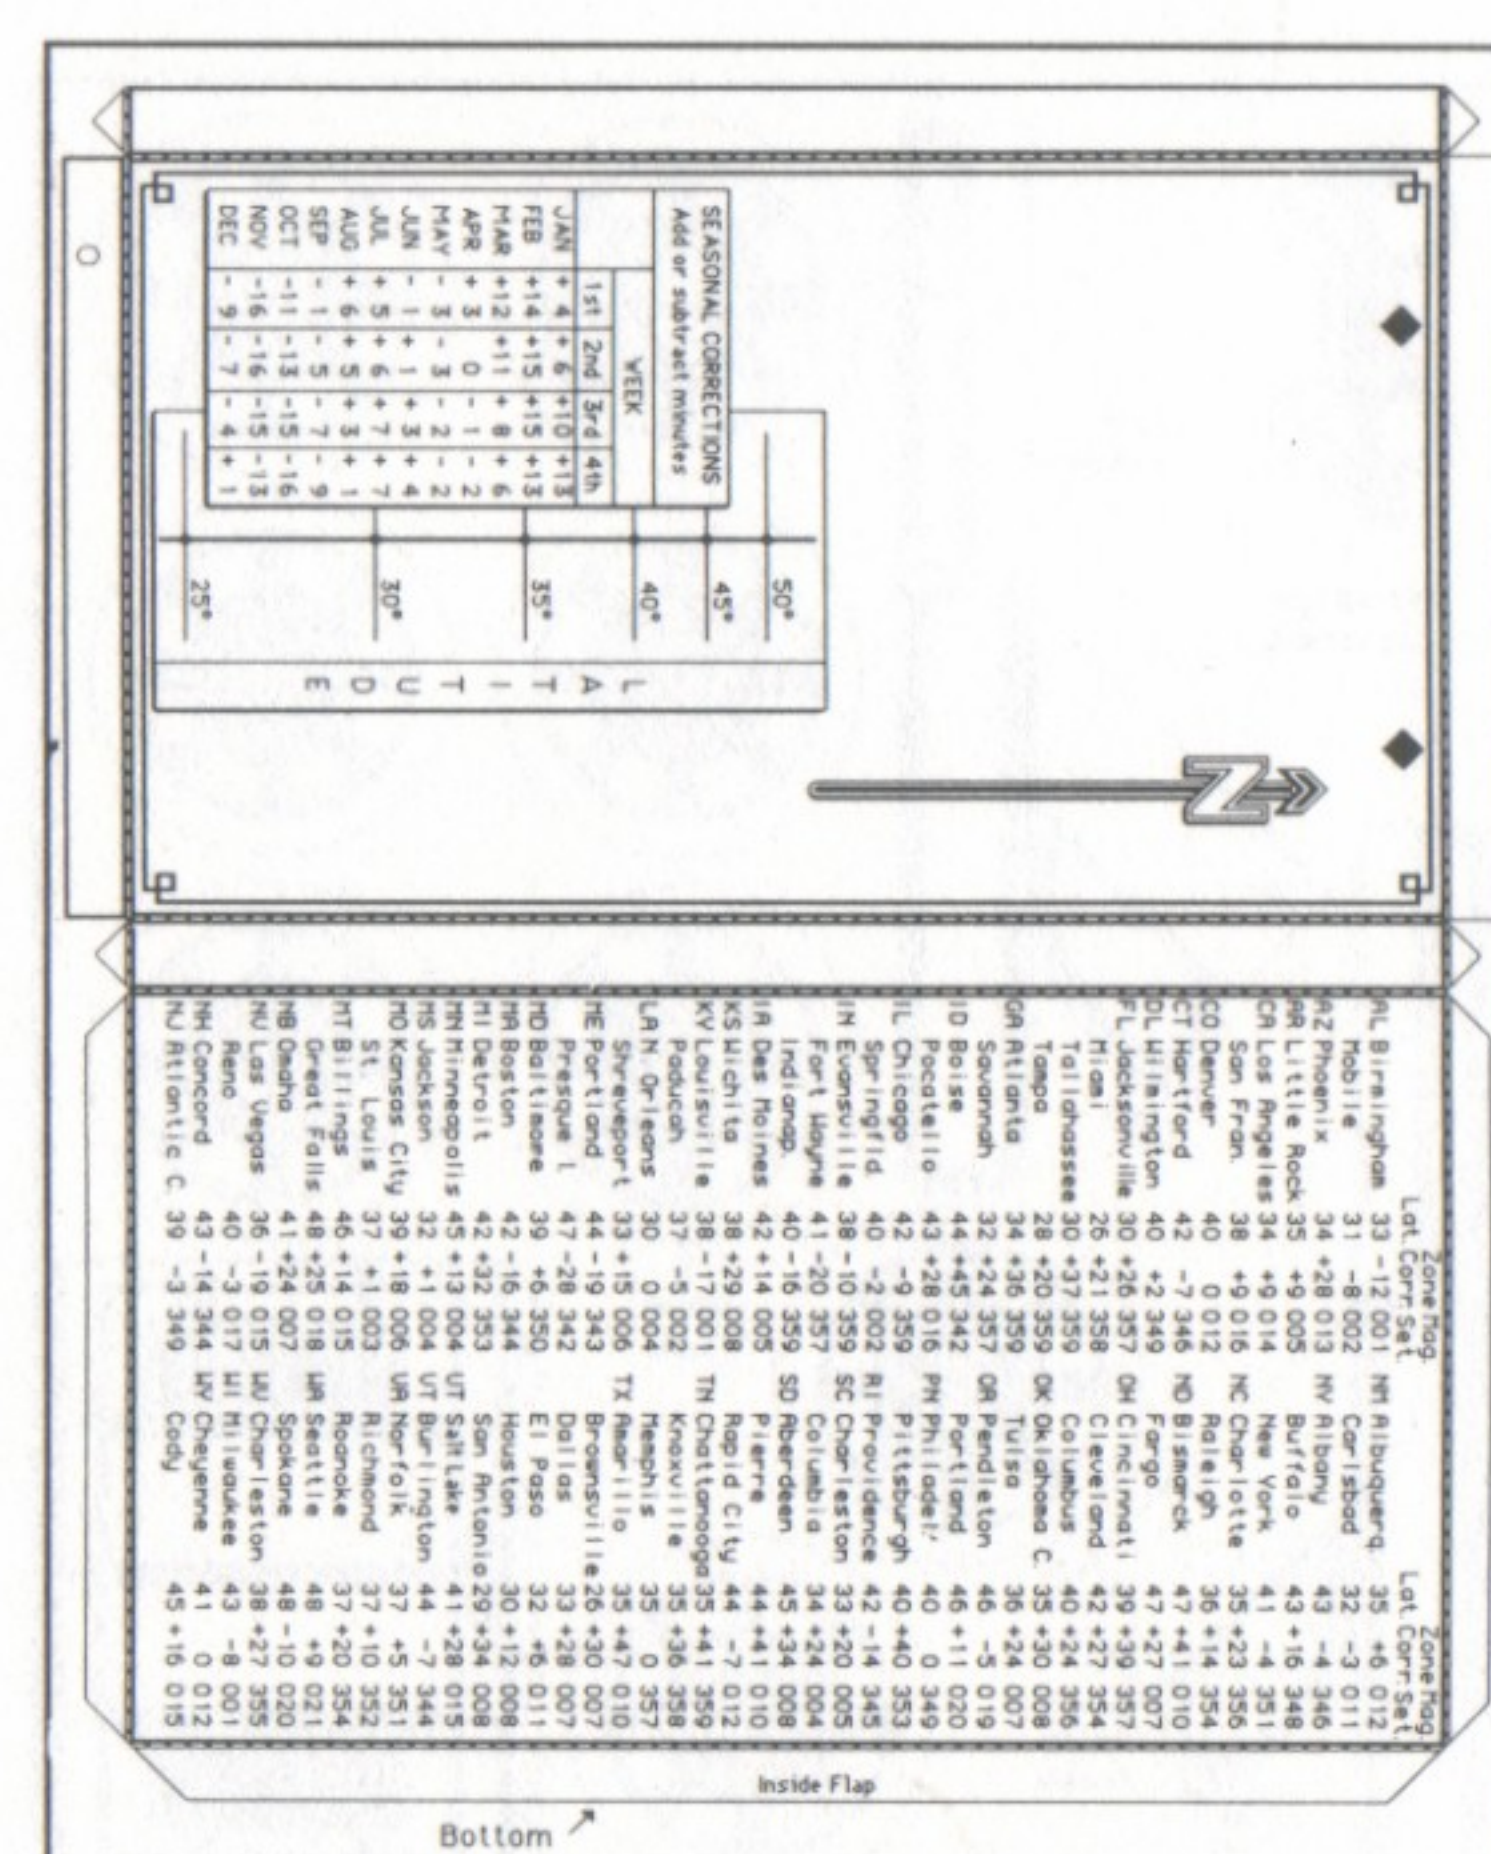 SEASONAL CORRECTIONS
Add or subtract minutes
WEEK
1st 2nd 3rd 4th
JAN + 4 + 6 +10 +13
FEB +14 +15 +15 +13
MAR +12 +11 + 8 + 6
APR + 3 0 - 1 - 2
MAY - 3 - 3 - 2 - 2
JUN - 1 + 1 + 3 + 4
JUL + 5 + 6 + 7 + 7
AUG + 6 + 5 + 3 + 1
SEP - 1 - 5 - 7 - 9
OCT -11 -13 -15 -16
NOV -16 -16 -15 -13
DEC - 9 - 7 - 4 + 1
50°
45°
40°
35°
30°
25°
LATITUDE
N
Zone Mag. Zone Mag.
Lat. Corr. Set. Lat. Corr. Set.
AL Birmingham 33 -12 001 NM Albuquerq. 35 +6 012
Mobile 31 -8 002 Carlsbad 32 -3 011
AZ Phoenix 34 +28 013 NY Albany 43 -4 346
AR Little Rock 35 +9 005 Buffalo 43 +16 348
CA Los Angeles 34 +9 014 New York 41 -4 351
San Fran. 38 +9 016 NC Charlotte 35 +23 356
CO Denver 40 0 012 Raleigh 36 +14 354
CT Hartford 42 -7 346 ND Bismarck 47 +41 010
DL Wilmington 40 +2 349 Fargo 47 +27 007
FL Jacksonville 30 +26 357 OH Cincinnati 39 +39 357
Miami 26 +21 358 Cleveland 42 +27 354
Tallahassee 30 +37 359 Columbus 40 +24 356
Tampa 28 +20 359 OK Oklahoma C. 35 +30 008
GA Atlanta 34 +36 359 Tulsa 36 +24 007
Savannah 32 +24 357 OR Pendleton 46 -5 019
ID Boise 44 +45 342 Portland 46 +11 020
Pocatello 43 +28 016 PN Philadel.' 40 0 349
IL Chicago 42 -9 359 Pittsburgh 40 +40 353
Springfld. 40 -2 002 RI Providence 42 -14 345
IN Evansville 38 -10 359 SC Charleston 33 +20 005
Fort Wayne 41 -20 357 Columbia 34 +24 004
Indianap. 40 -16 359 SD Aberdeen 45 +34 008
IA Des Moines 42 +14 005 Pierre 44 +41 010
KS Wichita 38 +29 008 Rapid City 44 -7 012
KY Louisville 38 -17 001 TN Chattanooga 35 +41 359
Paducah 37 -5 002 Knoxville 35 +36 358
LA N. Orleans 30 0 004 Memphis 35 0 357
Shreveport 33 +15 006 TX Amarillo 35 +47 010
ME Portland 44 -19 343 Brownsville 26 +30 007
Presque I. 47 -28 342 Dallas 33 +28 007
MD Baltimore 39 +6 350 El Paso 32 +6 011
MA Boston 42 -16 344 Houston 30 +12 008
MI Detroit 42 +32 353 San Antonio 29 +34 008
MN Minneapolis 45 +13 004 UT Salt Lake 41 +28 015
MS Jackson 32 +1 004 VT Burlington 44 -7 344
MO Kansas City 39 +18 006 VA Norfolk 37 +5 351
St. Louis 37 +1 003 Richmond 37 +10 352
MT Billings 46 +14 015 Roanoke 37 +20 354
Great Falls 48 +25 018 WA Seattle 48 +9 021
NB Omaha 41 +24 007 Spokane 48 -10 020
NV Las Vegas 36 -19 015 WV Charleston 38 +27 355
Reno 40 -3 017 WI Milwaukee 43 -8 001
NH Concord 43 -14 344 WY Cheyenne 41 0 012
NJ Atlantic C. 39 -3 349 Cody 45 +16 015
Inside Flap
Bottom